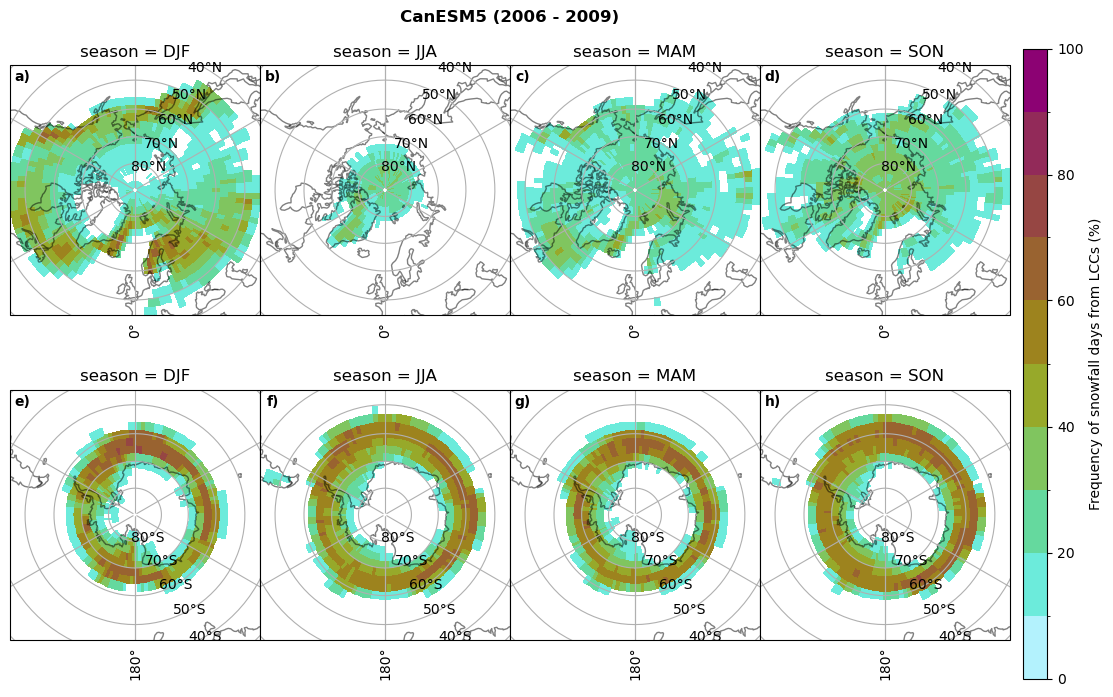 CanESM5 (2006 - 2009)
season = DJF
season = JJA
season = MAM
season = SON
a)
40°N
50°N
60°N
70°N
80°N
0°
b)
40°N
50°N
60°N
70°N
80°N
0°
c)
40°N
50°N
60°N
70°N
80°N
0°
d)
40°N
50°N
60°N
70°N
80°N
0°
season = DJF
season = JJA
season = MAM
season = SON
e)
80°S
70°S
60°S
50°S
40°S
180°
f)
80°S
70°S
60°S
50°S
40°S
180°
g)
80°S
70°S
60°S
50°S
40°S
180°
h)
80°S
70°S
60°S
50°S
40°S
180°
100
80
60
40
20
0
Frequency of snowfall days from LCCs (%)